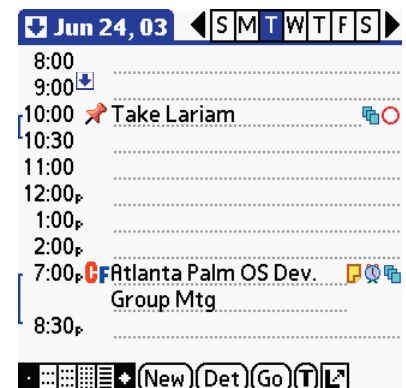 Jun 24, 03 S M T W T F S
8:00
9:00
10:00 Take Lariam
10:30
11:00
12:00P
1:00P
2:00P
7:00P CF Atlanta Palm OS Dev.
Group Mtg
8:30P
New Det Go T